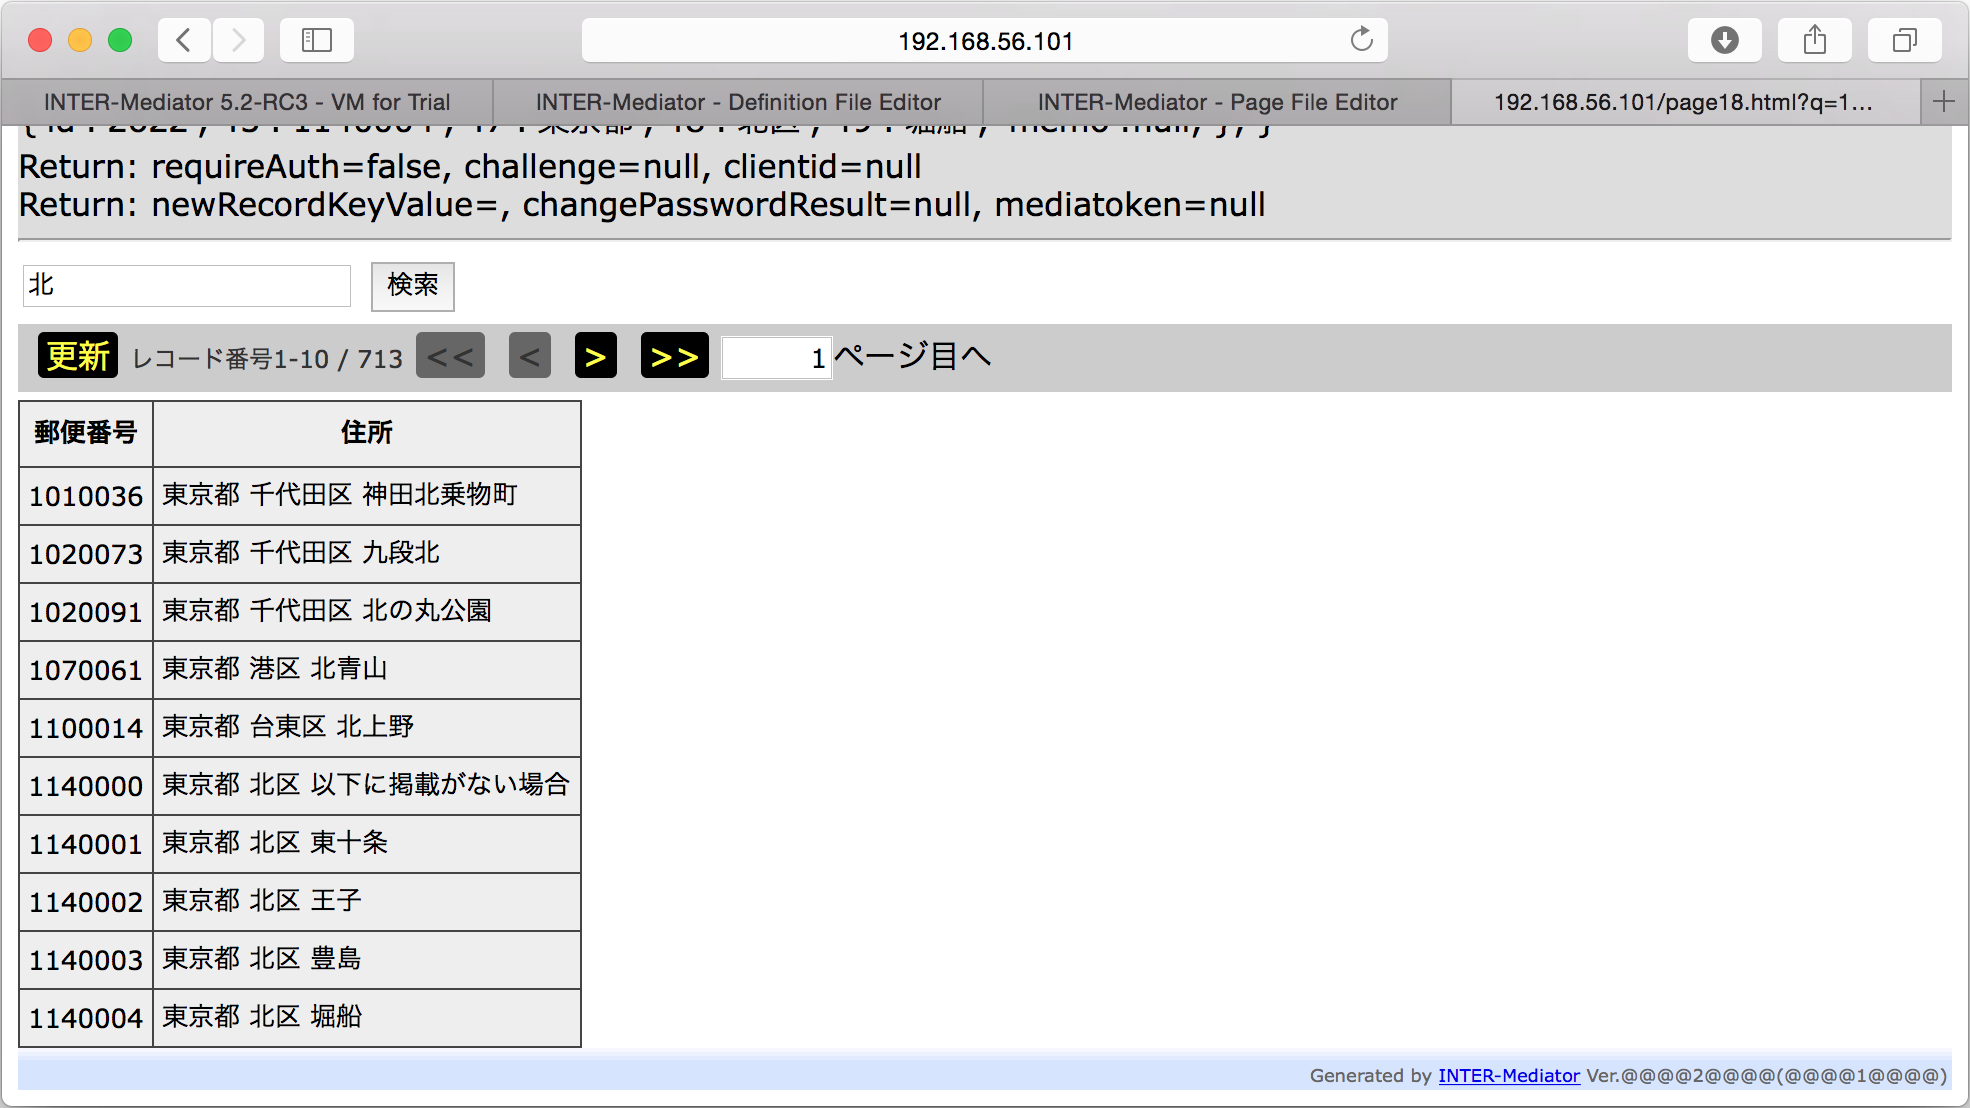 192.168.56.101
INTER-Mediator 5.2-RC3 - VM for Trial
INTER-Mediator - Definition File Editor
INTER-Mediator - Page File Editor
192.168.56.101/page18.html?q=1…
Return: requireAuth=false, challenge=null, clientid=null
Return: newRecordKeyValue=, changePasswordResult=null, mediatoken=null
北 検索
更新 レコード番号1-10 / 713 << < > >> 1ページ目へ
郵便番号 住所
1010036 東京都 千代田区 神田北乗物町
1020073 東京都 千代田区 九段北
1020091 東京都 千代田区 北の丸公園
1070061 東京都 港区 北青山
1100014 東京都 台東区 北上野
1140000 東京都 北区 以下に掲載がない場合
1140001 東京都 北区 東十条
1140002 東京都 北区 王子
1140003 東京都 北区 豊島
1140004 東京都 北区 堀船
Generated by INTER-Mediator Ver.@@@@2@@@@(@@@@1@@@@)